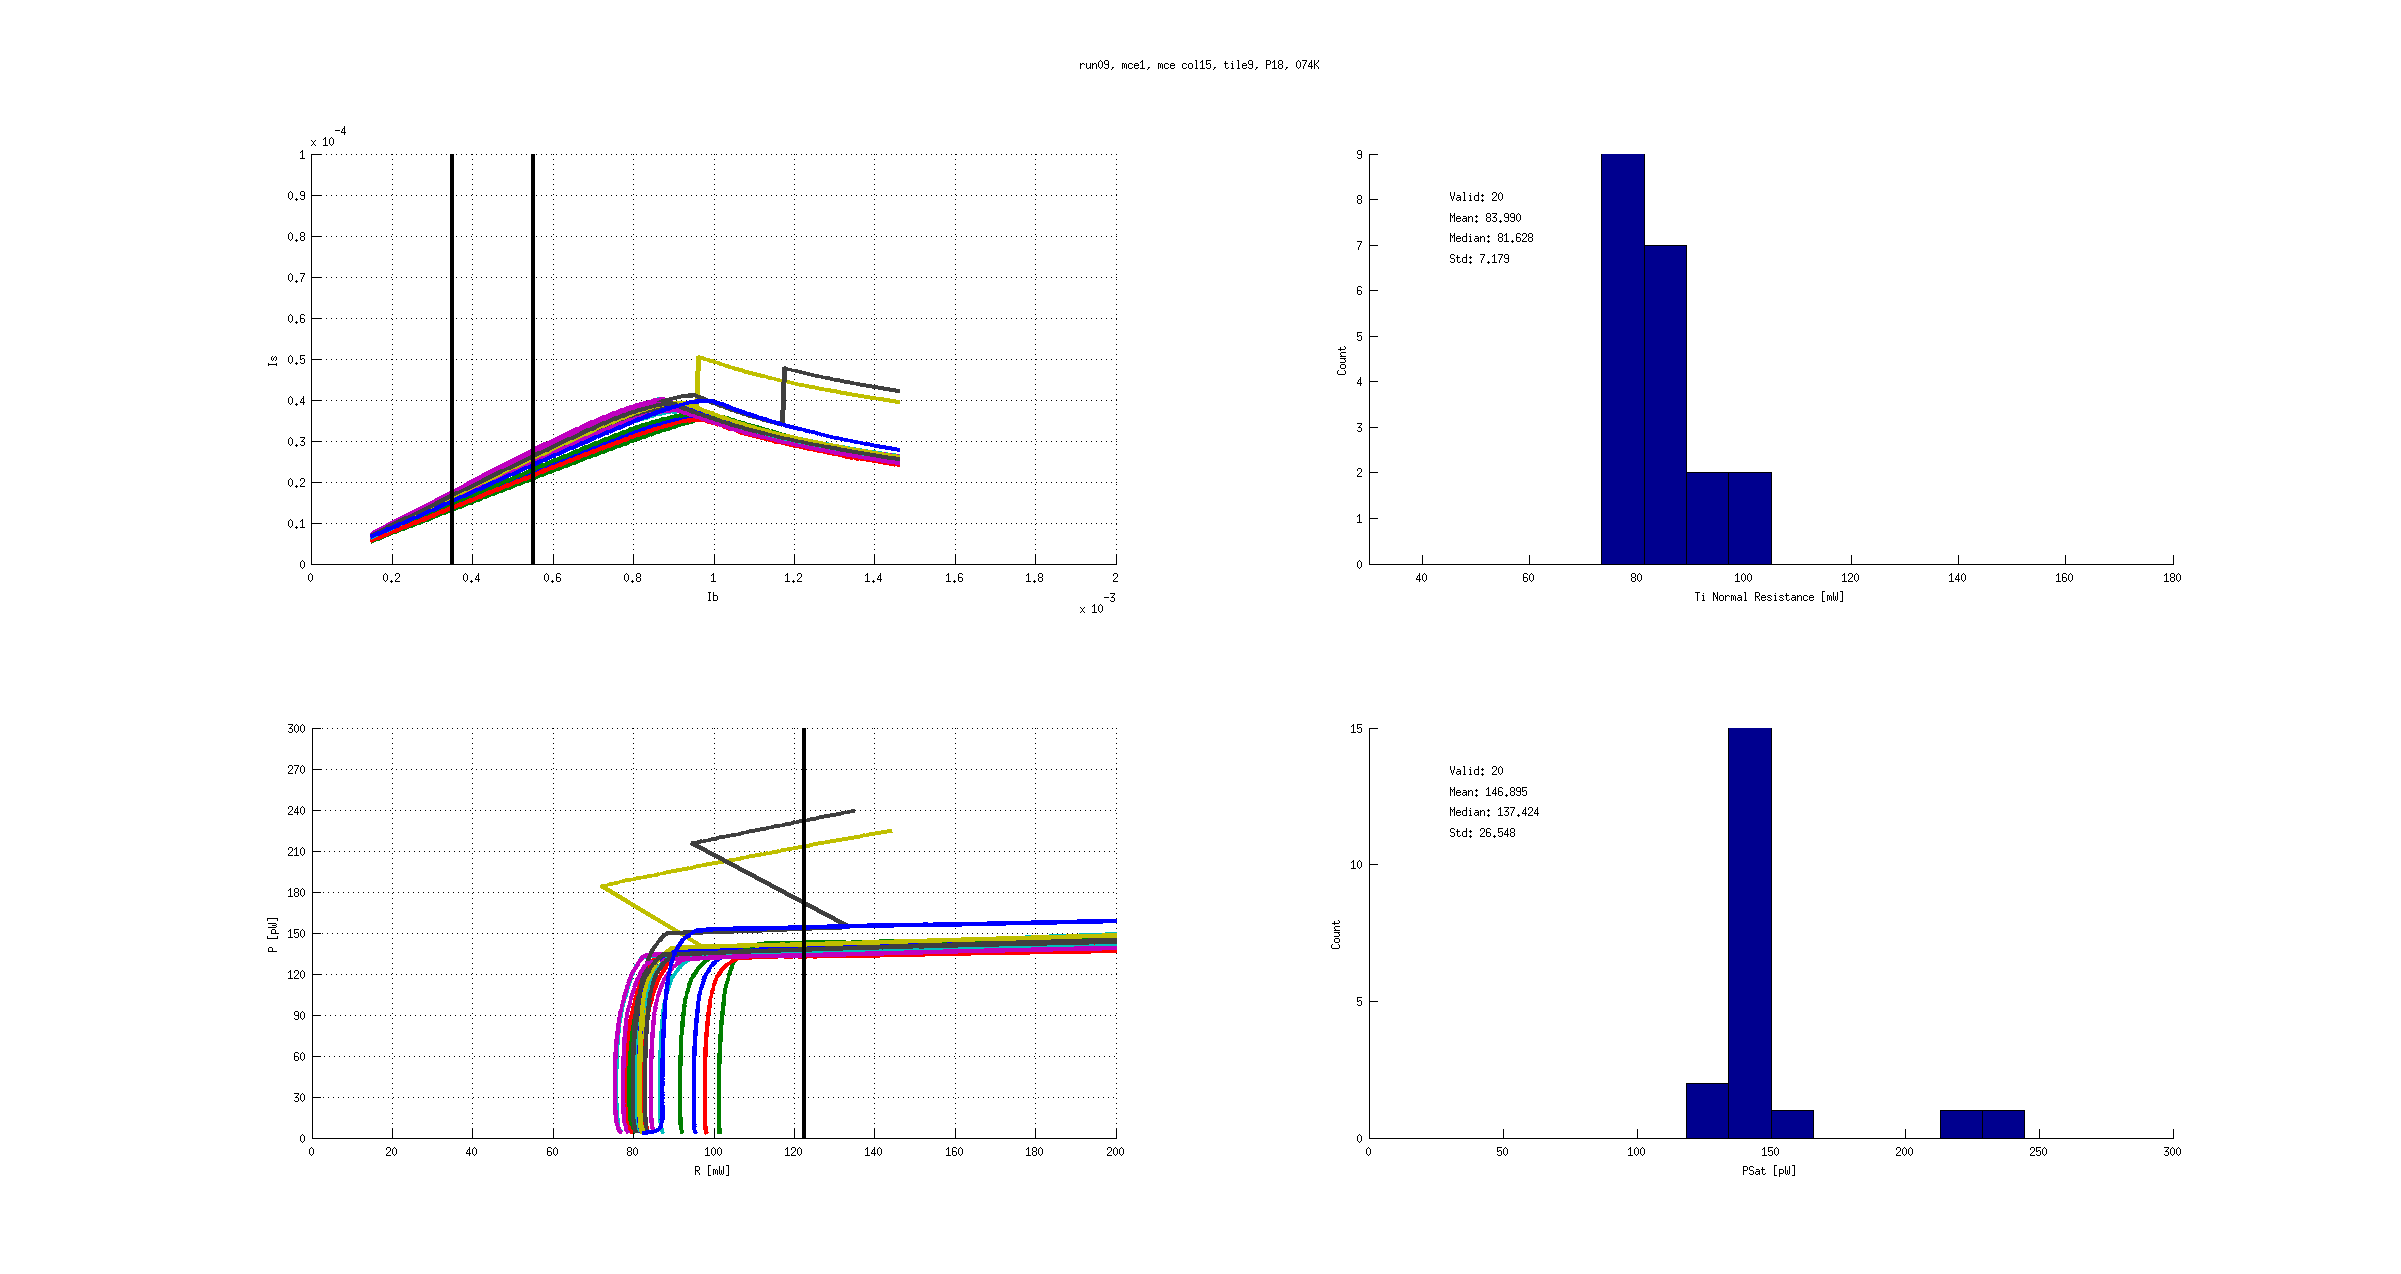 run09, mce1, mce col15, tile9, P18, 074K
x 10
-4
1
0.9
0.8
0.7
0.6
0.5
0.4
0.3
0.2
0.1
0
Is
0 0.2 0.4 0.6 0.8 1 1.2 1.4 1.6 1.8 2
Ib
x 10
-3
9
8
7
6
5
4
3
2
1
0
Count
Valid: 20
Mean: 83.990
Median: 81.628
Std: 7.179
40 60 80 100 120 140 160 180
Ti Normal Resistance [mW]
300
270
240
210
180
150
120
90
60
30
0
P [pW]
0 20 40 60 80 100 120 140 160 180 200
R [mW]
15
10
5
0
Count
Valid: 20
Mean: 146.895
Median: 137.424
Std: 26.548
0 50 100 150 200 250 300
PSat [pW]